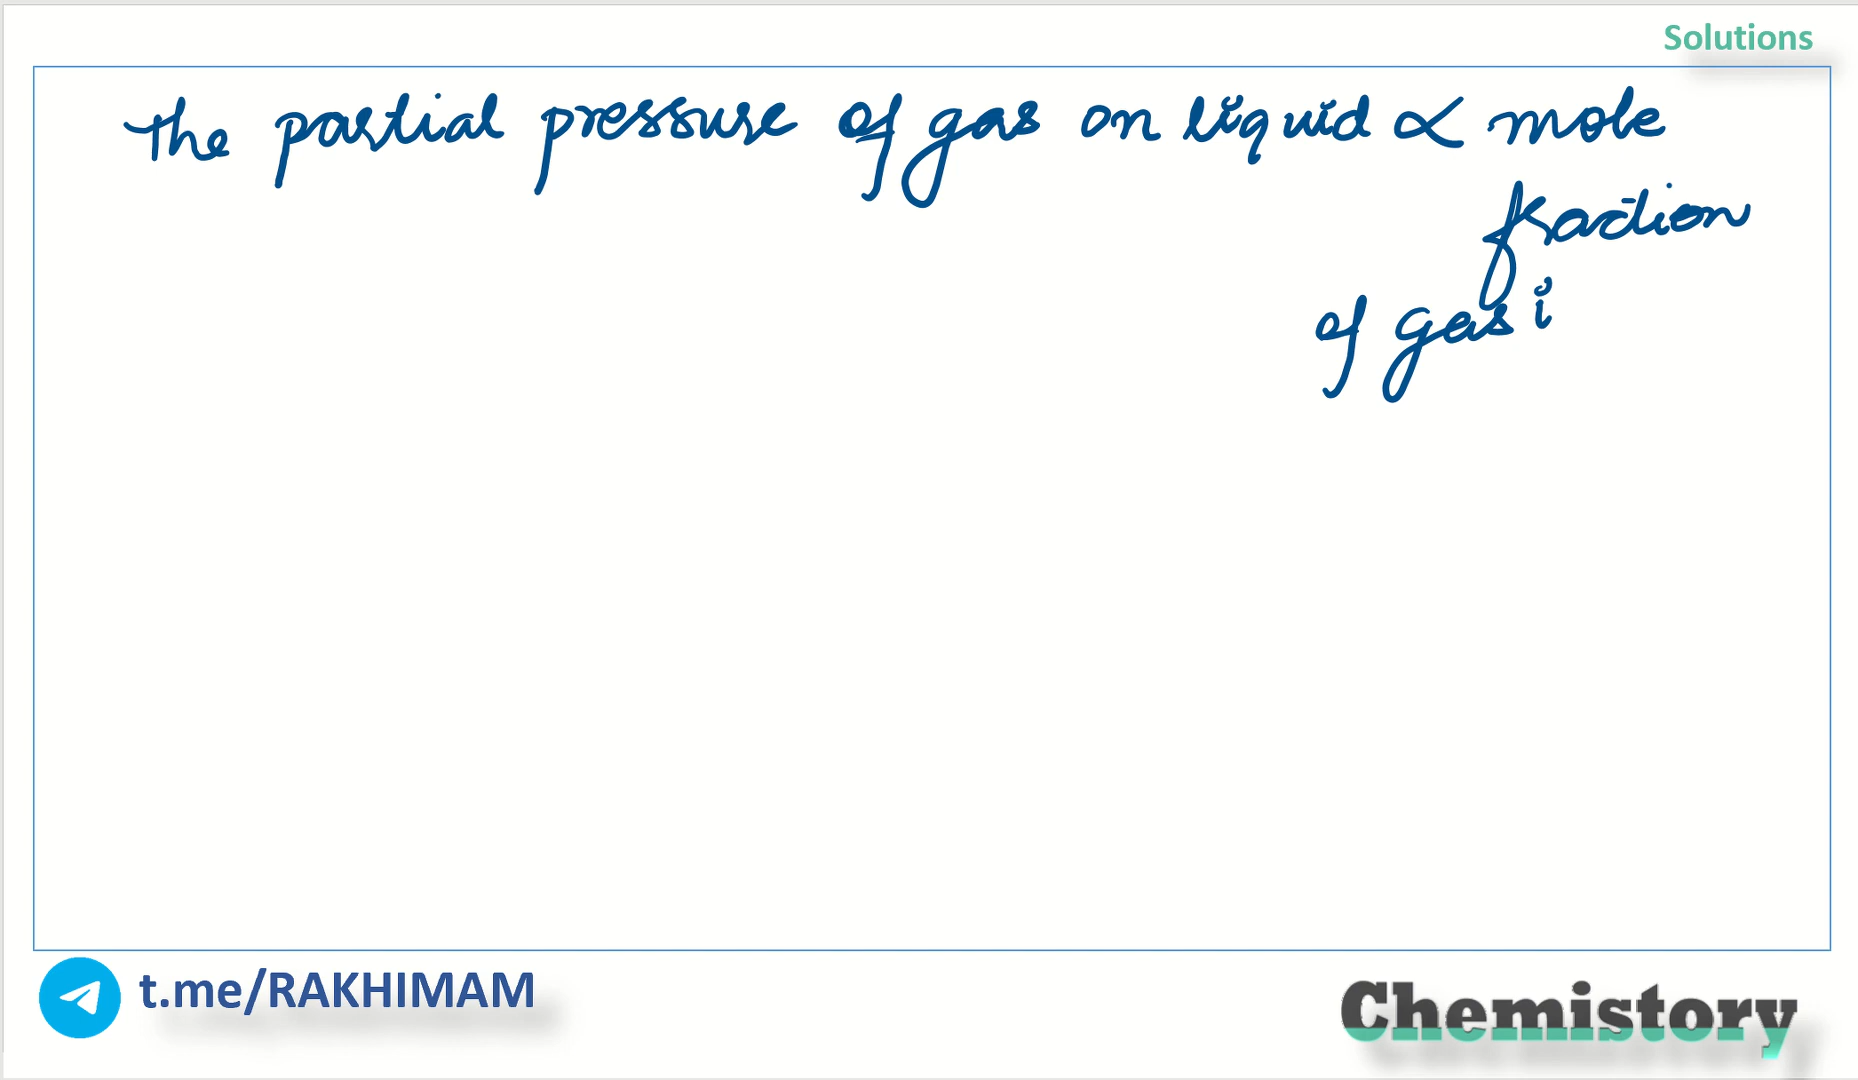 Solutions
The partial pressure of gas on liquid ∝ mole
fraction
of gas i
t.me/RAKHIMAM
Chemistory